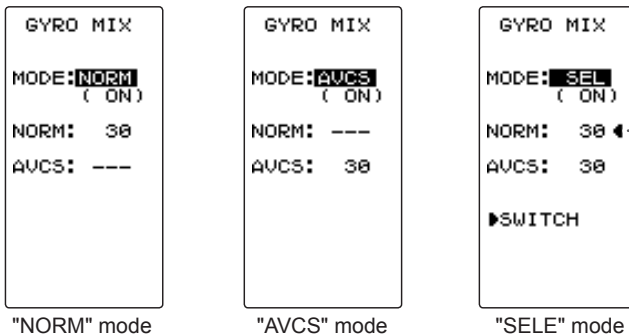 GYRO MIX
MODE:NORM
( ON)
NORM: 30
AVCS: ---
"NORM" mode
GYRO MIX
MODE:AVCS
( ON)
NORM: ---
AVCS: 30
"AVCS" mode
GYRO MIX
MODE: SEL
( ON)
NORM: 30
AVCS: 30
SWITCH
"SELE" mode